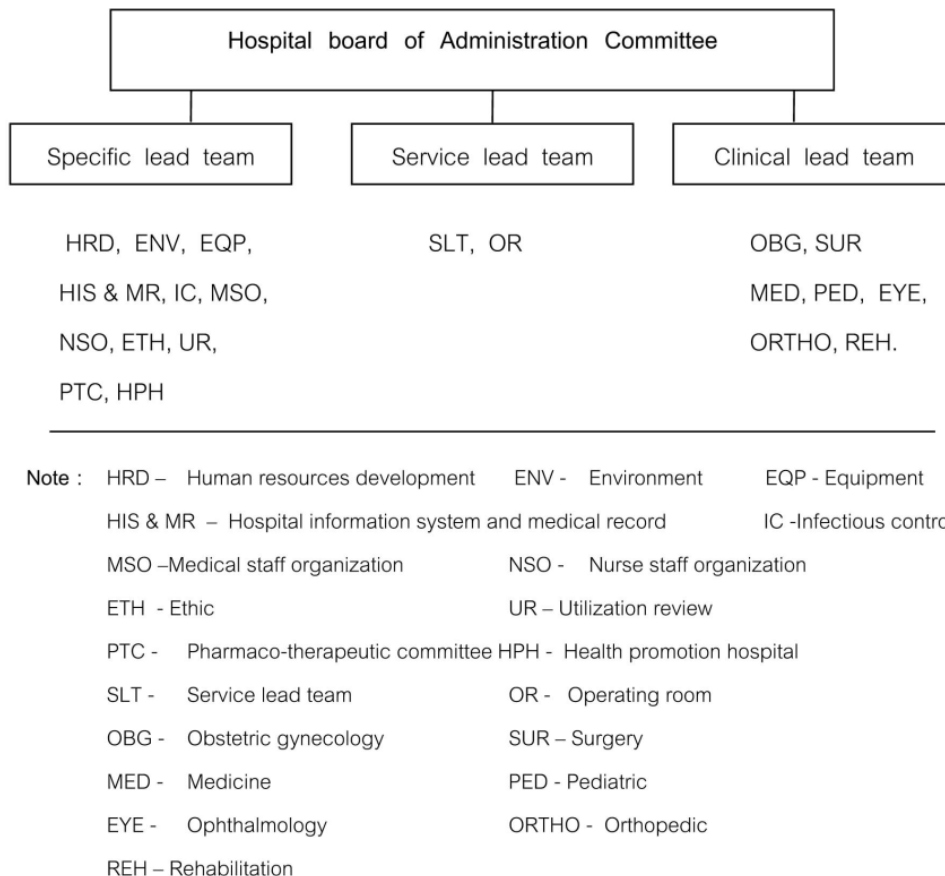 Hospital board of Administration Committee
Specific lead team
Service lead team
Clinical lead team
HRD, ENV, EQP,
HIS & MR, IC, MSO,
NSO, ETH, UR,
PTC, HPH
SLT, OR
OBG, SUR
MED, PED, EYE,
ORTHO, REH.
Note : HRD – Human resources development ENV - Environment EQP - Equipment
HIS & MR – Hospital information system and medical record IC -Infectious contro
MSO –Medical staff organization NSO - Nurse staff organization
ETH - Ethic UR – Utilization review
PTC - Pharmaco-therapeutic committee HPH - Health promotion hospital
SLT - Service lead team OR - Operating room
OBG - Obstetric gynecology SUR – Surgery
MED - Medicine PED - Pediatric
EYE - Ophthalmology ORTHO - Orthopedic
REH – Rehabilitation